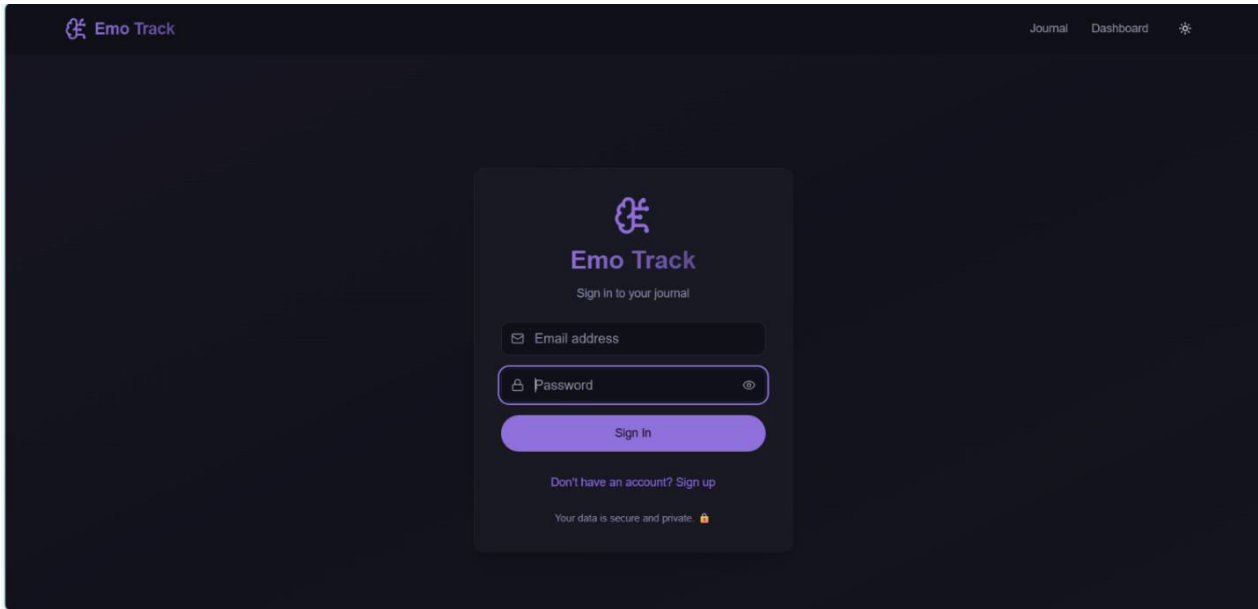 Emo Track
Journal Dashboard
Emo Track
Sign in to your journal
Email address
Password
Sign In
Don't have an account? Sign up
Your data is secure and private. 🔒